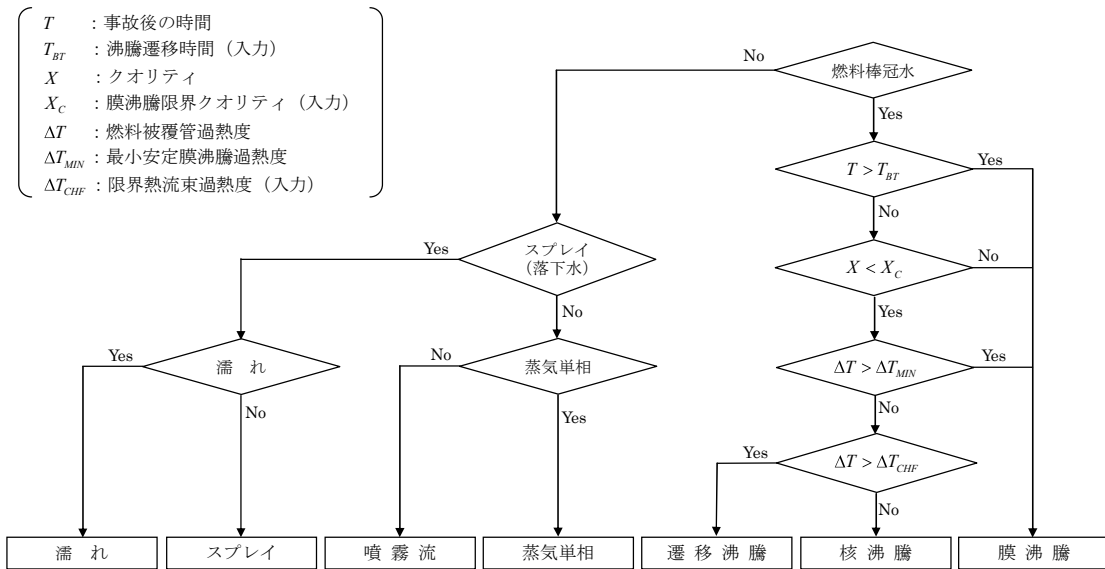 T ：事故後の時間
T_BT ：沸騰遷移時間（入力）
X ：クオリティ
X_C ：膜沸騰限界クオリティ（入力）
ΔT ：燃料被覆管過熱度
ΔT_MIN ：最小安定膜沸騰過熱度
ΔT_CHF ：限界熱流束過熱度（入力）
No
燃料棒冠水
Yes
T > T_BT
Yes
No
Yes
スプレイ
（落下水）
X < X_C
No
No
Yes
Yes
濡 れ
No
蒸気単相
ΔT > ΔT_MIN
Yes
No
Yes
No
Yes
ΔT > ΔT_CHF
No
濡 れ
スプレイ
噴 霧 流
蒸気単相
遷 移 沸 騰
核 沸 騰
膜 沸 騰